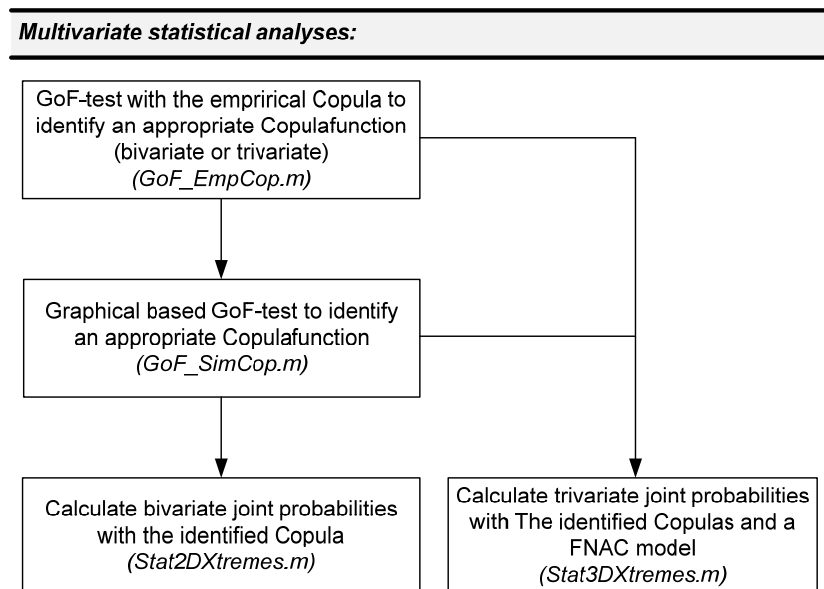 Multivariate statistical analyses:
GoF-test with the emprirical Copula to
identify an appropriate Copulafunction
(bivariate or trivariate)
(GoF_EmpCop.m)
Graphical based GoF-test to identify
an appropriate Copulafunction
(GoF_SimCop.m)
Calculate bivariate joint probabilities
with the identified Copula
(Stat2DXtremes.m)
Calculate trivariate joint probabilities
with The identified Copulas and a
FNAC model
(Stat3DXtremes.m)